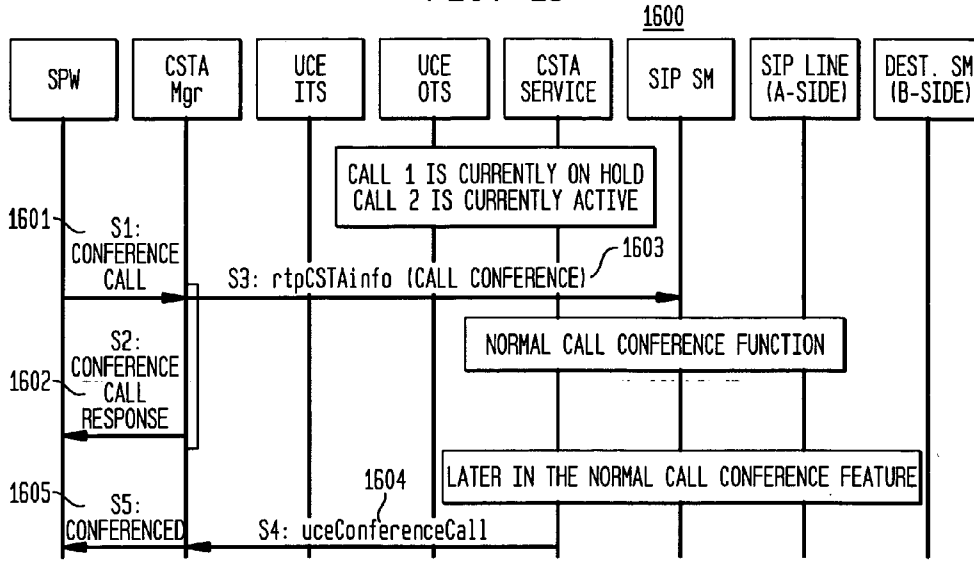 1600
SPW
CSTA
Mgr
UCE
ITS
UCE
OTS
CSTA
SERVICE
SIP SM
SIP LINE
(A-SIDE)
DEST. SM
(B-SIDE)
CALL 1 IS CURRENTLY ON HOLD
CALL 2 IS CURRENTLY ACTIVE
1601
S1:
CONFERENCE
CALL
S3: rtpCSTAinfo (CALL CONFERENCE)
1603
NORMAL CALL CONFERENCE FUNCTION
S2:
CONFERENCE
CALL
RESPONSE
1602
LATER IN THE NORMAL CALL CONFERENCE FEATURE
1605
S5:
CONFERENCED
1604
S4: uceConferenceCall